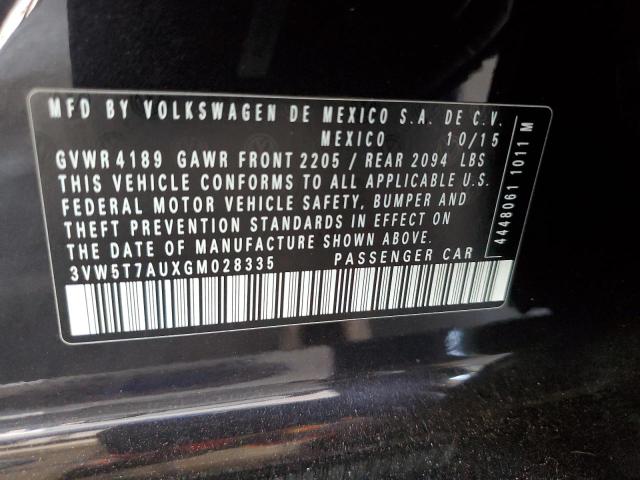 MFD BY VOLKSWAGEN DE MEXICO S.A. DE C.V.
MEXICO 10/15
GVWR 4189 GAWR FRONT 2205 / REAR 2094 LBS
THIS VEHICLE CONFORMS TO ALL APPLICABLE U.S.
FEDERAL MOTOR VEHICLE SAFETY, BUMPER AND
THEFT PREVENTION STANDARDS IN EFFECT ON
THE DATE OF MANUFACTURE SHOWN ABOVE.
3VW5T7AUXGM028335 PASSENGER CAR
4448061 1011 M